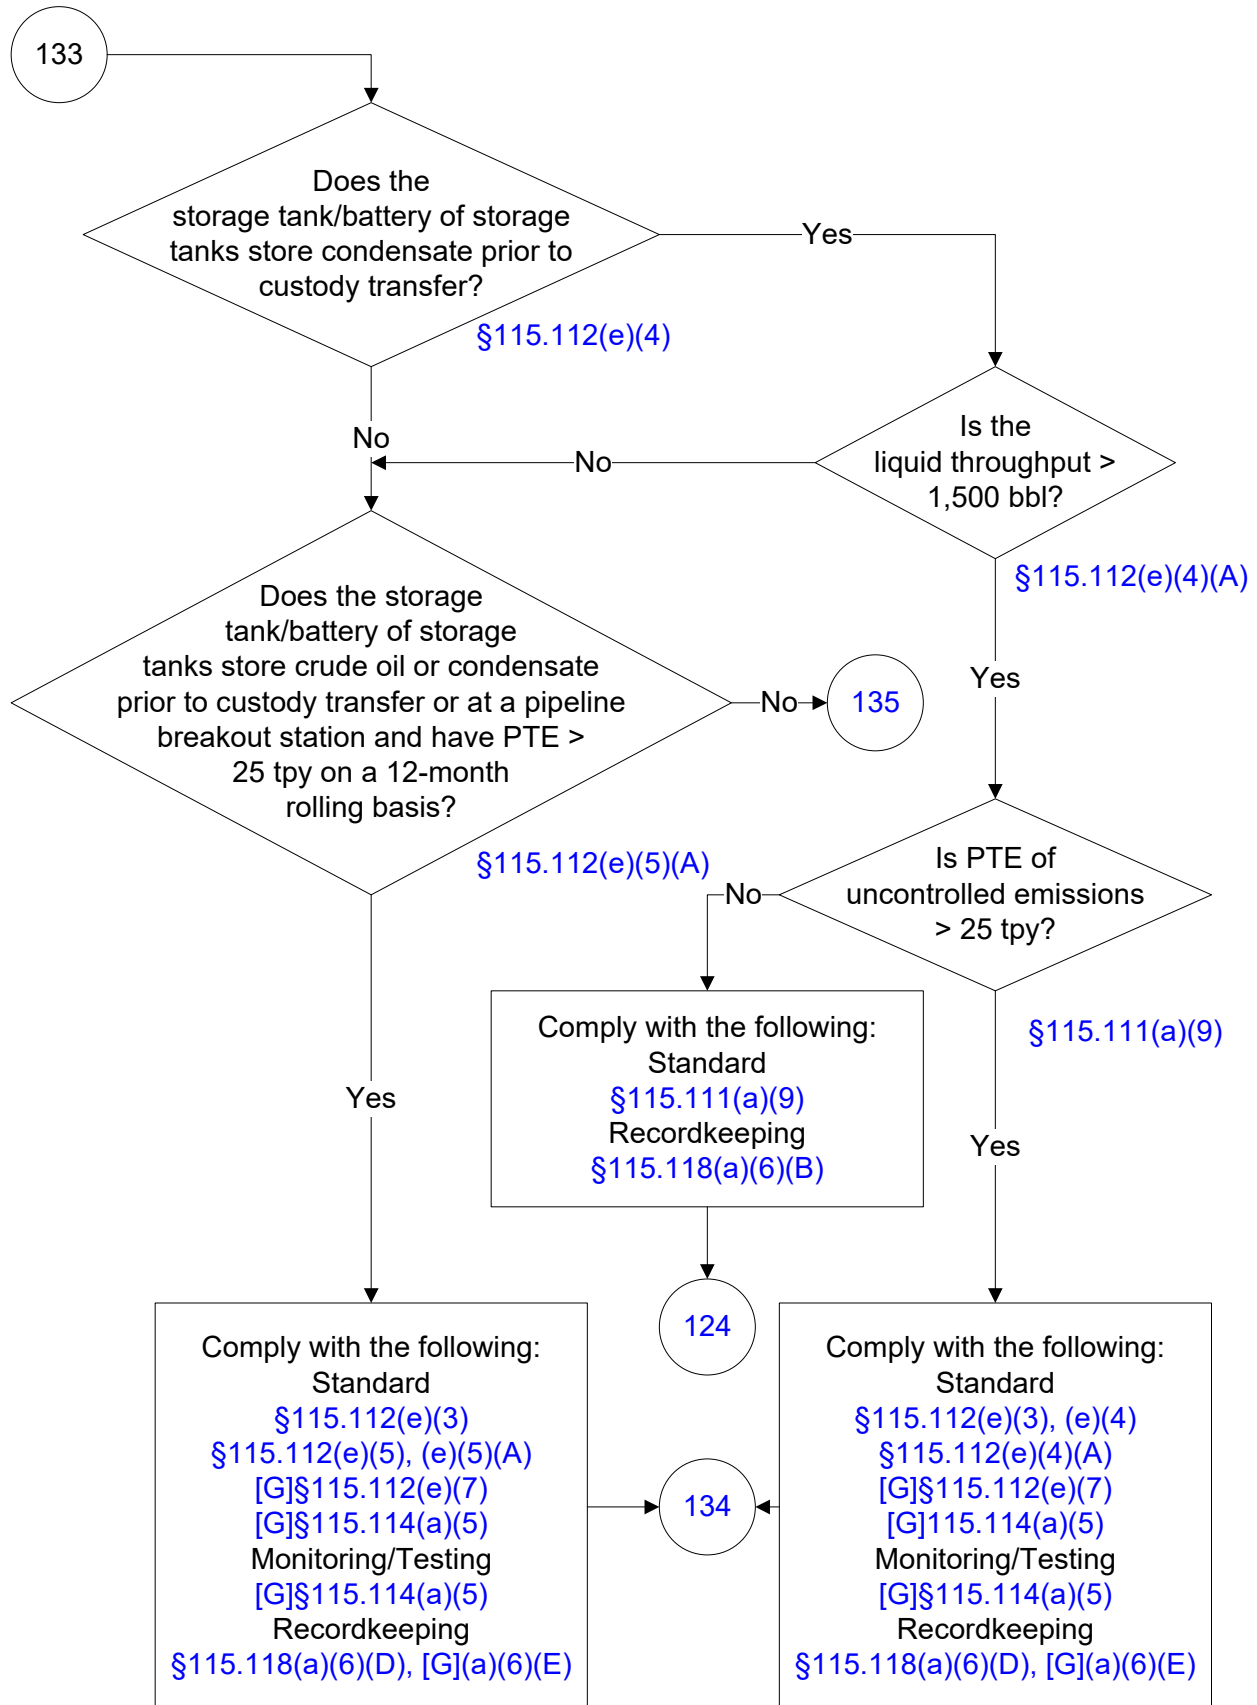 133
Does the
storage tank/battery of storage
tanks store condensate prior to
custody transfer?
Yes
§115.112(e)(4)
No
Is the
liquid throughput >
1,500 bbl?
No
§115.112(e)(4)(A)
Does the storage
tank/battery of storage
tanks store crude oil or condensate
prior to custody transfer or at a pipeline
breakout station and have PTE >
25 tpy on a 12-month
rolling basis?
No
135
Yes
§115.112(e)(5)(A)
Is PTE of
uncontrolled emissions
> 25 tpy?
No
§115.111(a)(9)
Comply with the following:
Standard
§115.111(a)(9)
Recordkeeping
§115.118(a)(6)(B)
Yes
Yes
124
Comply with the following:
Standard
§115.112(e)(3)
§115.112(e)(5), (e)(5)(A)
[G]§115.112(e)(7)
[G]§115.114(a)(5)
Monitoring/Testing
[G]§115.114(a)(5)
Recordkeeping
§115.118(a)(6)(D), [G](a)(6)(E)
134
Comply with the following:
Standard
§115.112(e)(3), (e)(4)
§115.112(e)(4)(A)
[G]§115.112(e)(7)
[G]115.114(a)(5)
Monitoring/Testing
[G]§115.114(a)(5)
Recordkeeping
§115.118(a)(6)(D), [G](a)(6)(E)